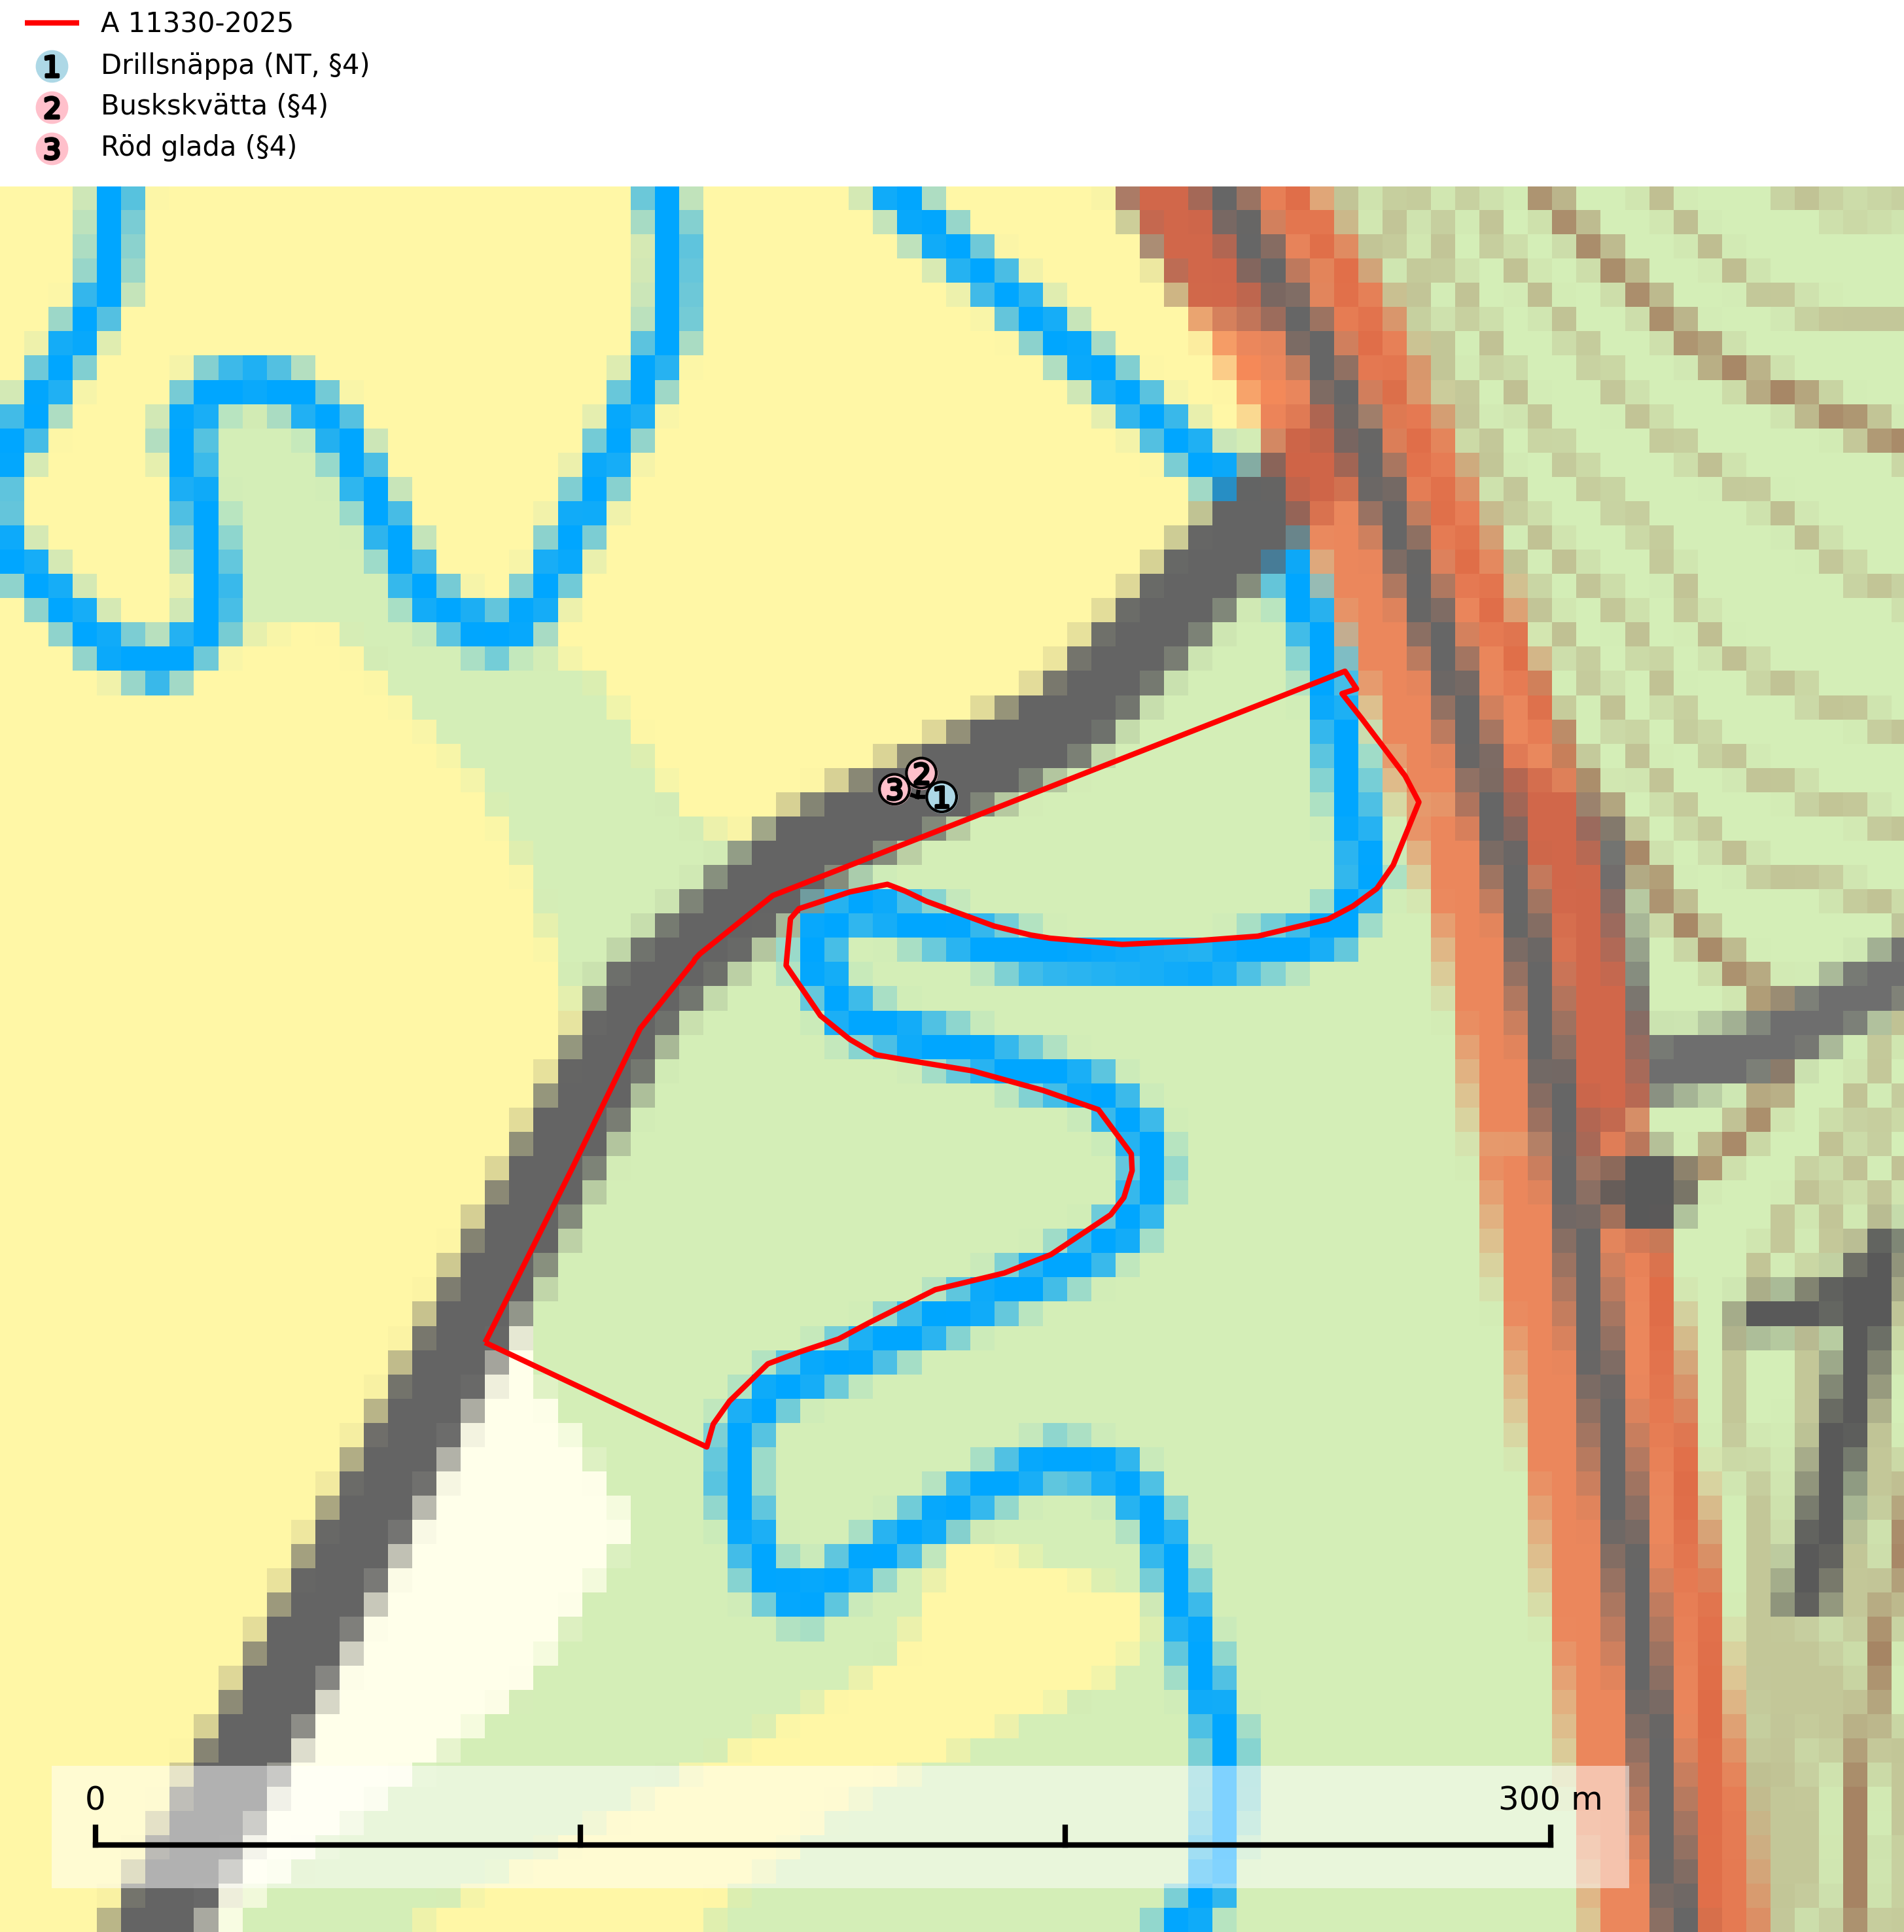 A 11330-2025
1 Drillsnäppa (NT, §4)
2 Buskskvätta (§4)
3 Röd glada (§4)
2
3 1
0 300 m